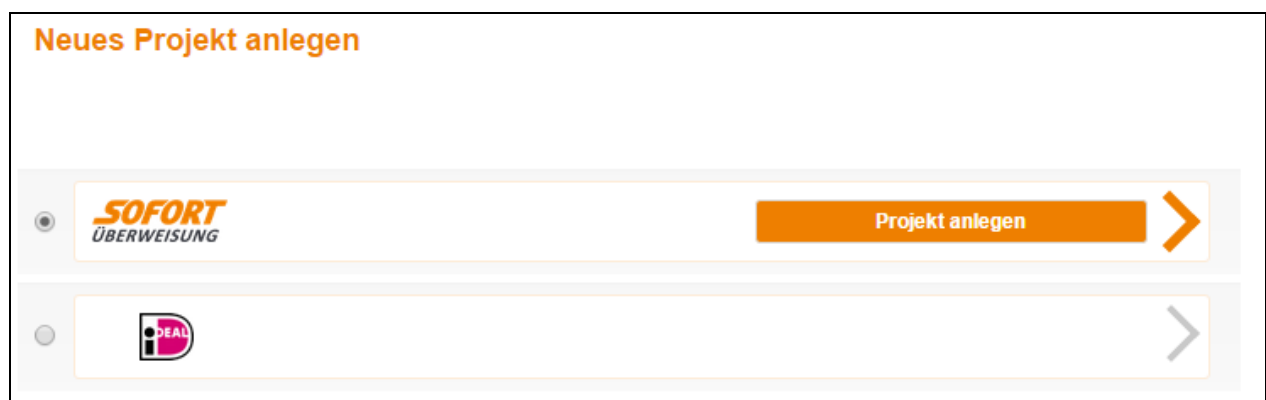 Neues Projekt anlegen
SOFORT
ÜBERWEISUNG
Projekt anlegen
iDEAL